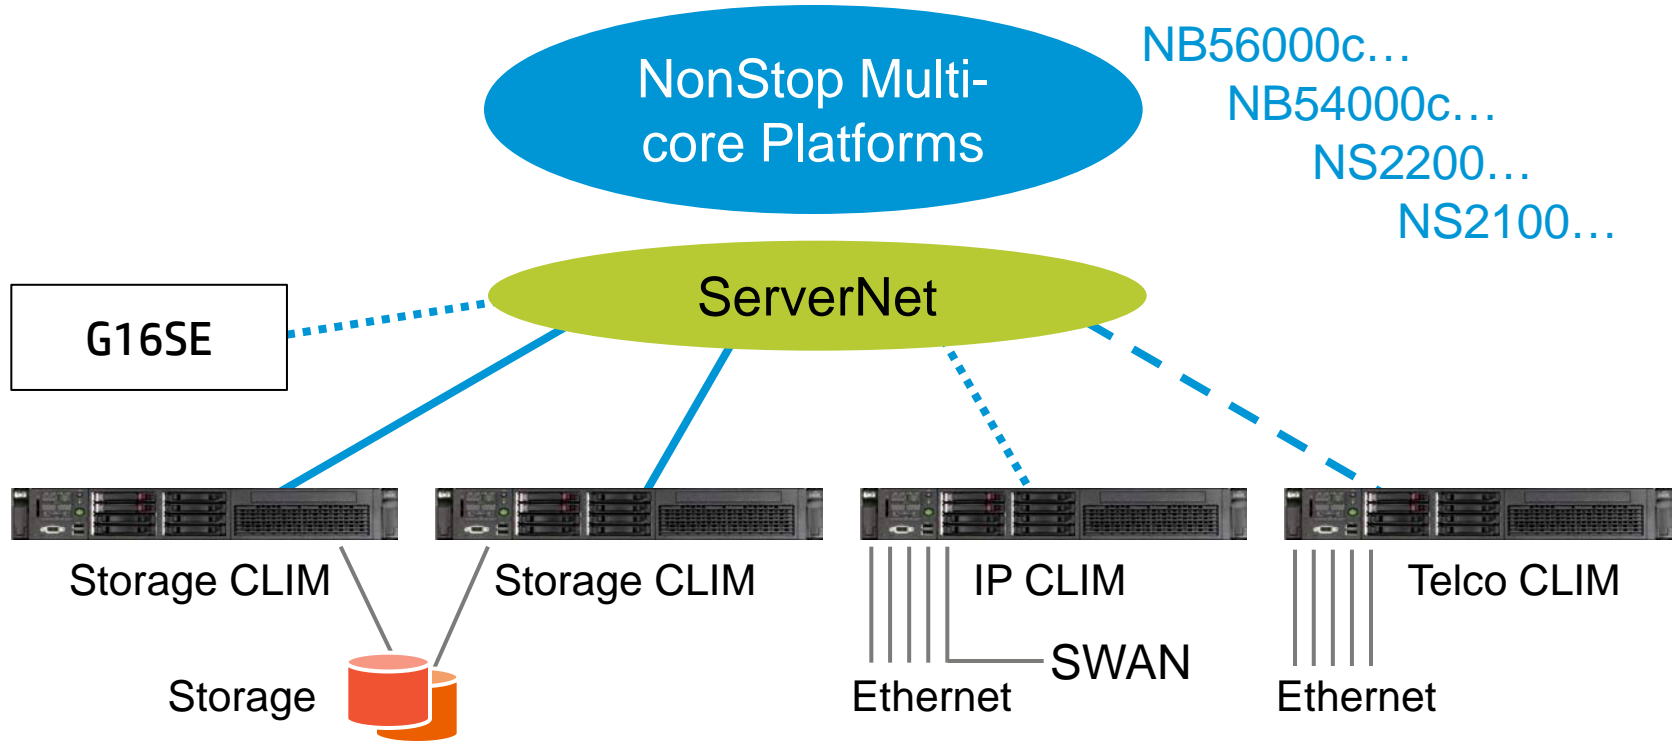 NonStop Multi-
core Platforms
NB56000c…
NB54000c…
NS2200…
NS2100…
ServerNet
G16SE
Storage CLIM
Storage CLIM
IP CLIM
Telco CLIM
Storage
Ethernet
SWAN
Ethernet